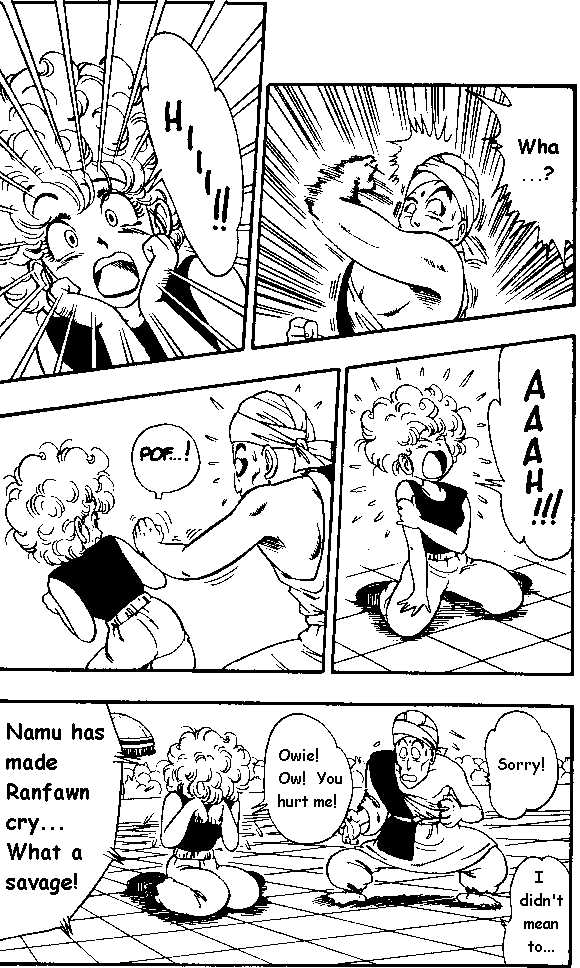 Wha
...?
HIII!!
AAAH!!!
POF...!
Sorry!
I
didn't
mean
to...
Owie!
Ow! You
hurt me!
Namu has
made
Ranfawn
cry...
What a
savage!